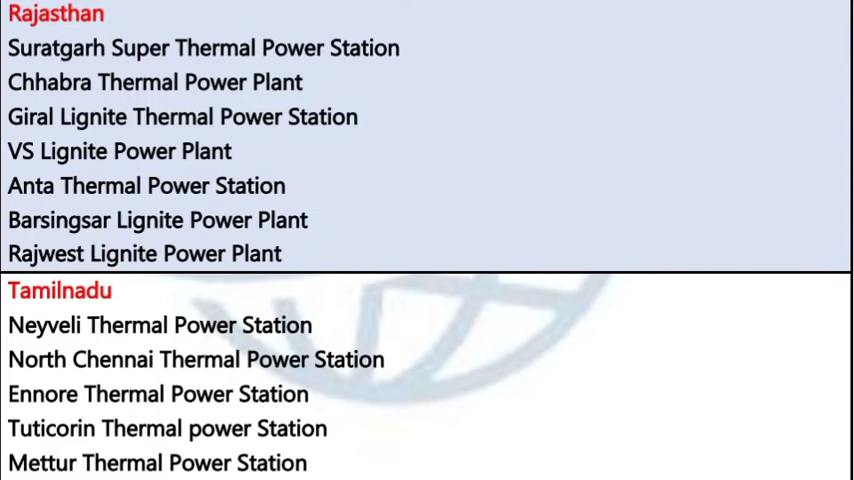 Rajasthan
Suratgarh Super Thermal Power Station
Chhabra Thermal Power Plant
Giral Lignite Thermal Power Station
VS Lignite Power Plant
Anta Thermal Power Station
Barsingsar Lignite Power Plant
Rajwest Lignite Power Plant
Tamilnadu
Neyveli Thermal Power Station
North Chennai Thermal Power Station
Ennore Thermal Power Station
Tuticorin Thermal power Station
Mettur Thermal Power Station